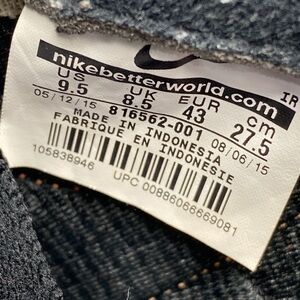 nikebetterworld.com
US UK EUR cm
9.5 8.5 43 27.5
05/12/15 816562-001 08/06/15
IR
MADE IN INDONESIA
FABRIQUE EN INDONESIE
105838946
UPC 00886066669081